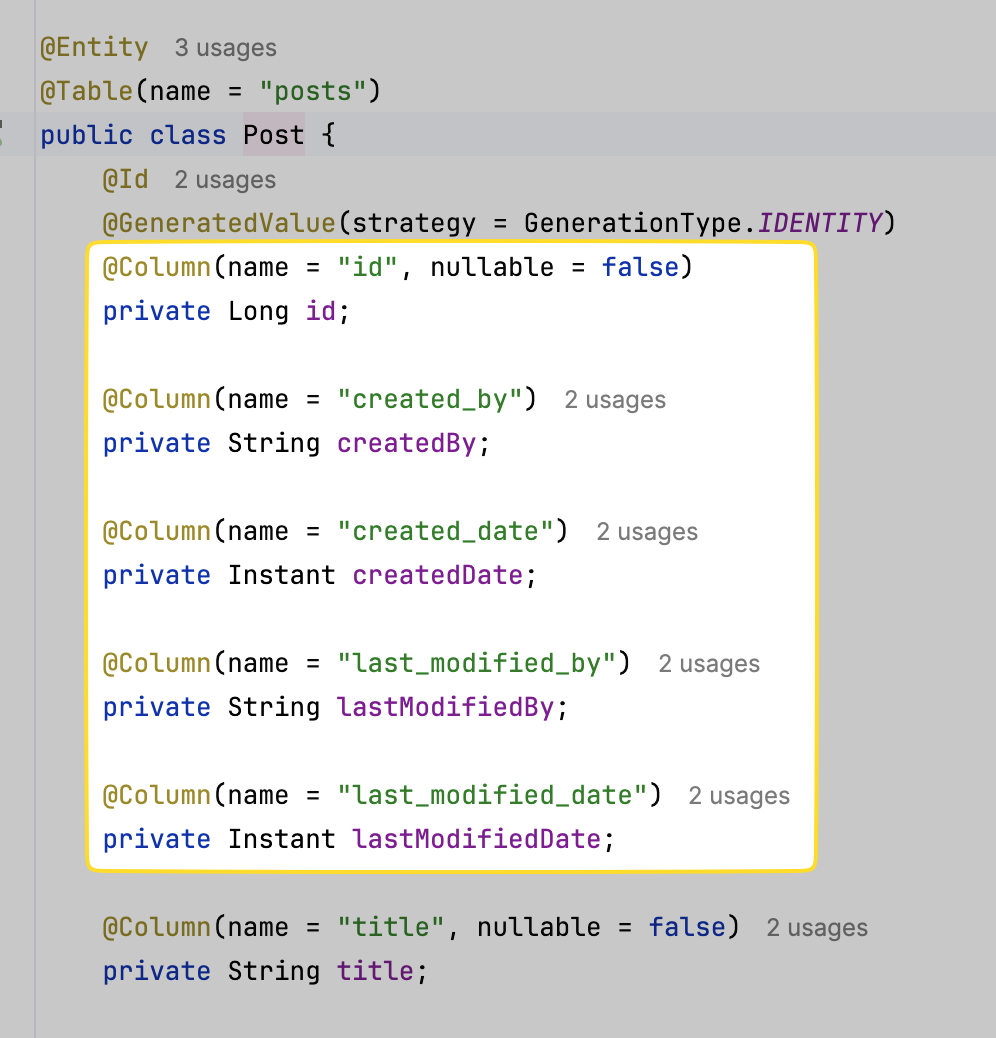 @Entity 3 usages
@Table(name = "posts")
public class Post {
@Id 2 usages
@GeneratedValue(strategy = GenerationType.IDENTITY)
@Column(name = "id", nullable = false)
private Long id;
@Column(name = "created_by") 2 usages
private String createdBy;
@Column(name = "created_date") 2 usages
private Instant createdDate;
@Column(name = "last_modified_by") 2 usages
private String lastModifiedBy;
@Column(name = "last_modified_date") 2 usages
private Instant lastModifiedDate;
@Column(name = "title", nullable = false) 2 usages
private String title;